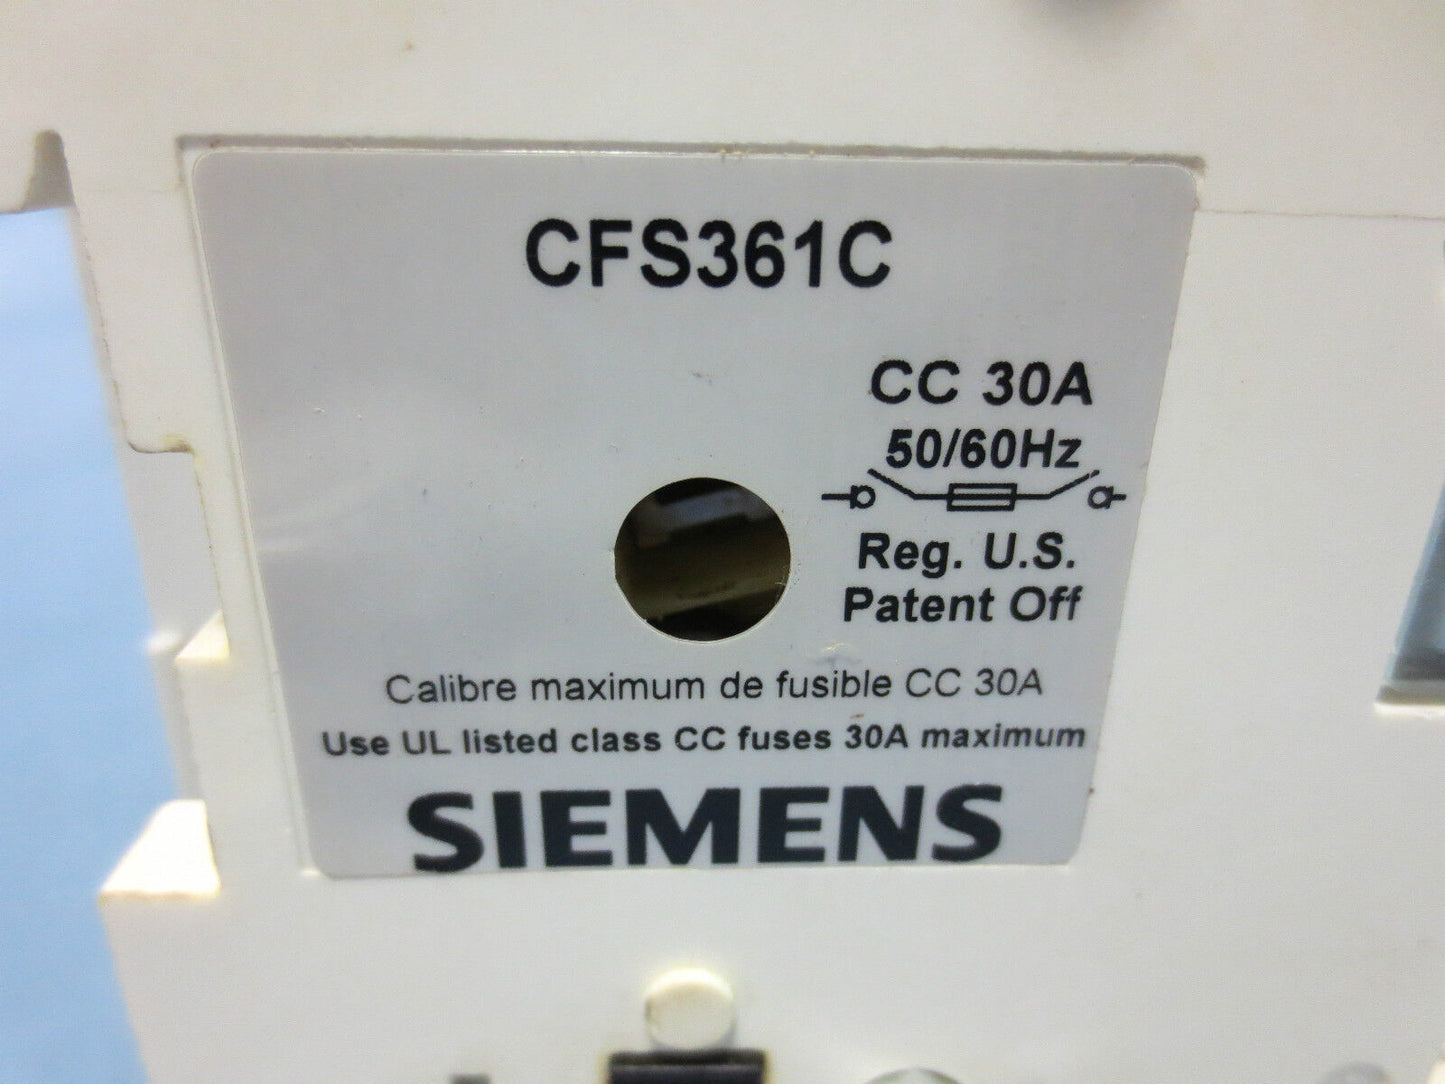 CFS361C
CC 30A
50/60Hz
Reg. U.S.
Patent Off
Calibre maximum de fusible CC 30A
Use UL listed class CC fuses 30A maximum
SIEMENS